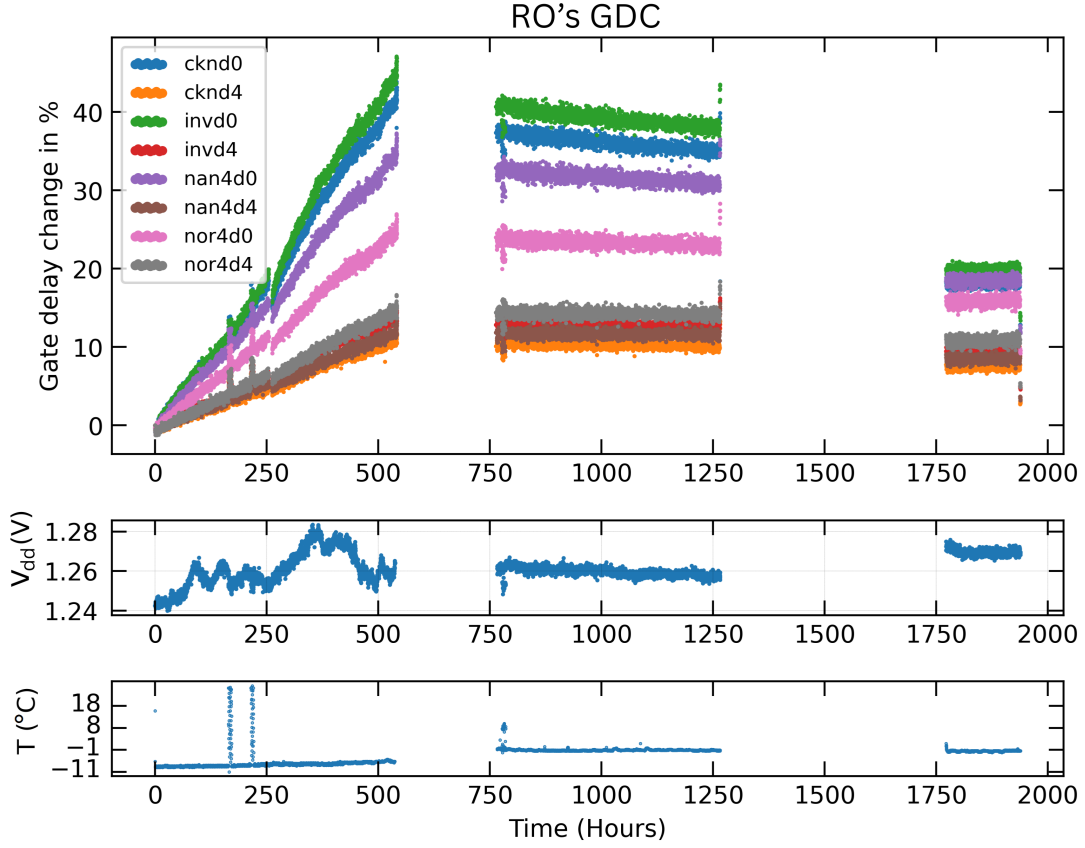 RO’s GDC
Gate delay change in %
40
30
20
10
0
cknd0
cknd4
invd0
invd4
nan4d0
nan4d4
nor4d0
nor4d4
0 250 500 750 1000 1250 1500 1750 2000
Vdd(V)
1.28
1.26
1.24
0 250 500 750 1000 1250 1500 1750 2000
T (°C)
18
8
−1
−11
0 250 500 750 1000 1250 1500 1750 2000
Time (Hours)